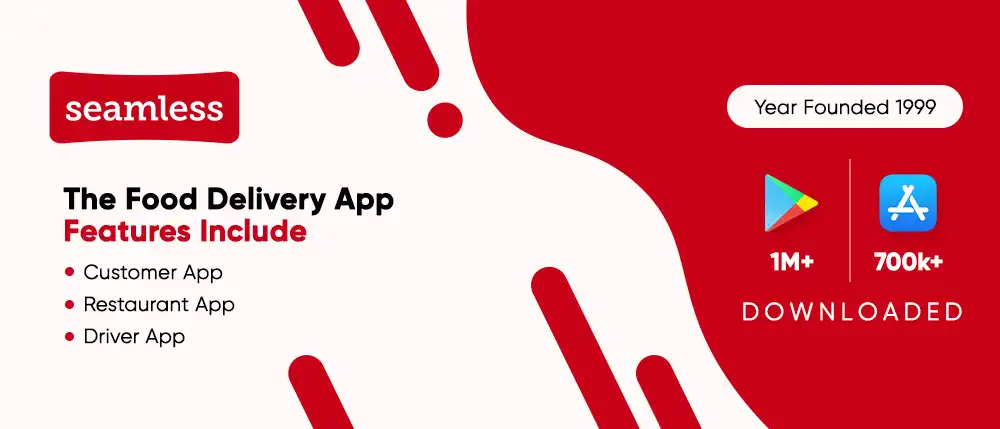 seamless
The Food Delivery App
Features Include
• Customer App
• Restaurant App
• Driver App
Year Founded 1999
1M+
700k+
DOWNLOADED